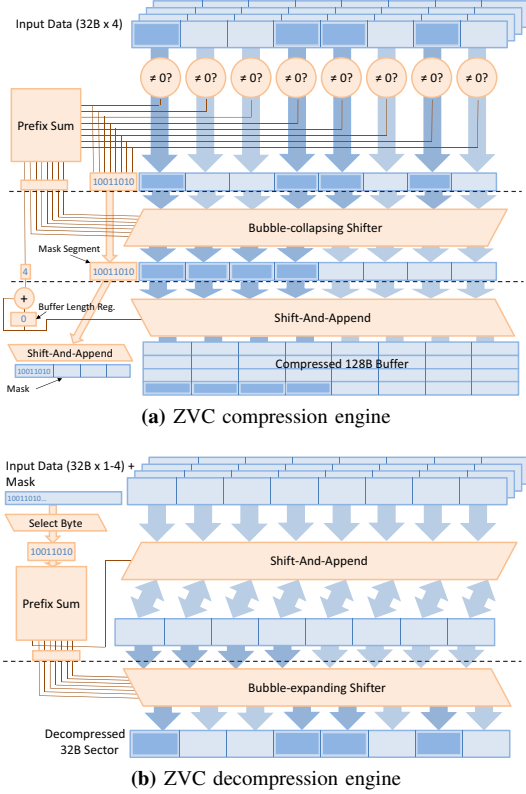 Input Data (32B x 4)
≠ 0? ≠ 0? ≠ 0? ≠ 0? ≠ 0? ≠ 0? ≠ 0? ≠ 0?
Prefix Sum
10011010
Bubble-collapsing Shifter
Mask Segment
4
10011010
+
Buffer Length Reg.
0
Shift-and-Append
Shift-And-Append
Compressed 128B Buffer
10011010
Mask
(a) ZVC compression engine
Input Data (32B x 1-4) +
Mask
10011010...
Select Byte
10011010
Shift-And-Append
Prefix Sum
Bubble-expanding Shifter
Decompressed
32B Sector
(b) ZVC decompression engine